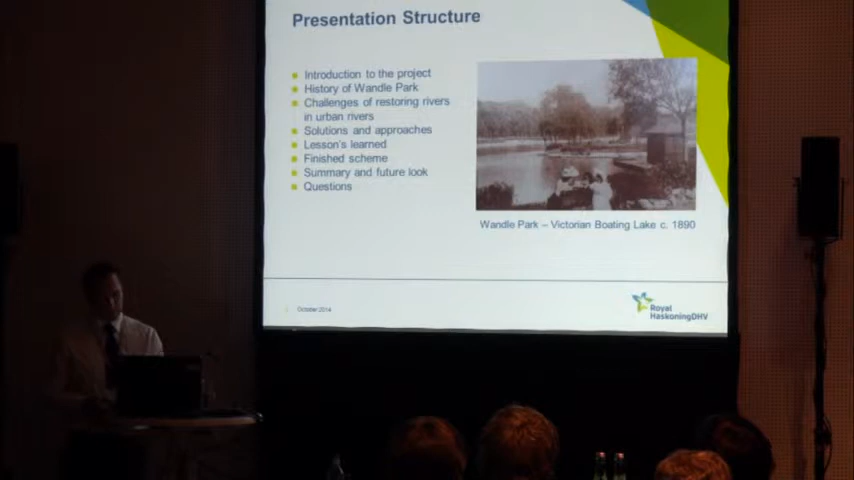 Presentation Structure
Introduction to the project
History of Wandle Park
Challenges of restoring rivers
in urban rivers
Solutions and approaches
Lesson's learned
Finished scheme
Summary and future look
Questions
Wandle Park – Victorian Boating Lake c. 1890
October 2014
Royal
HaskoningDHV